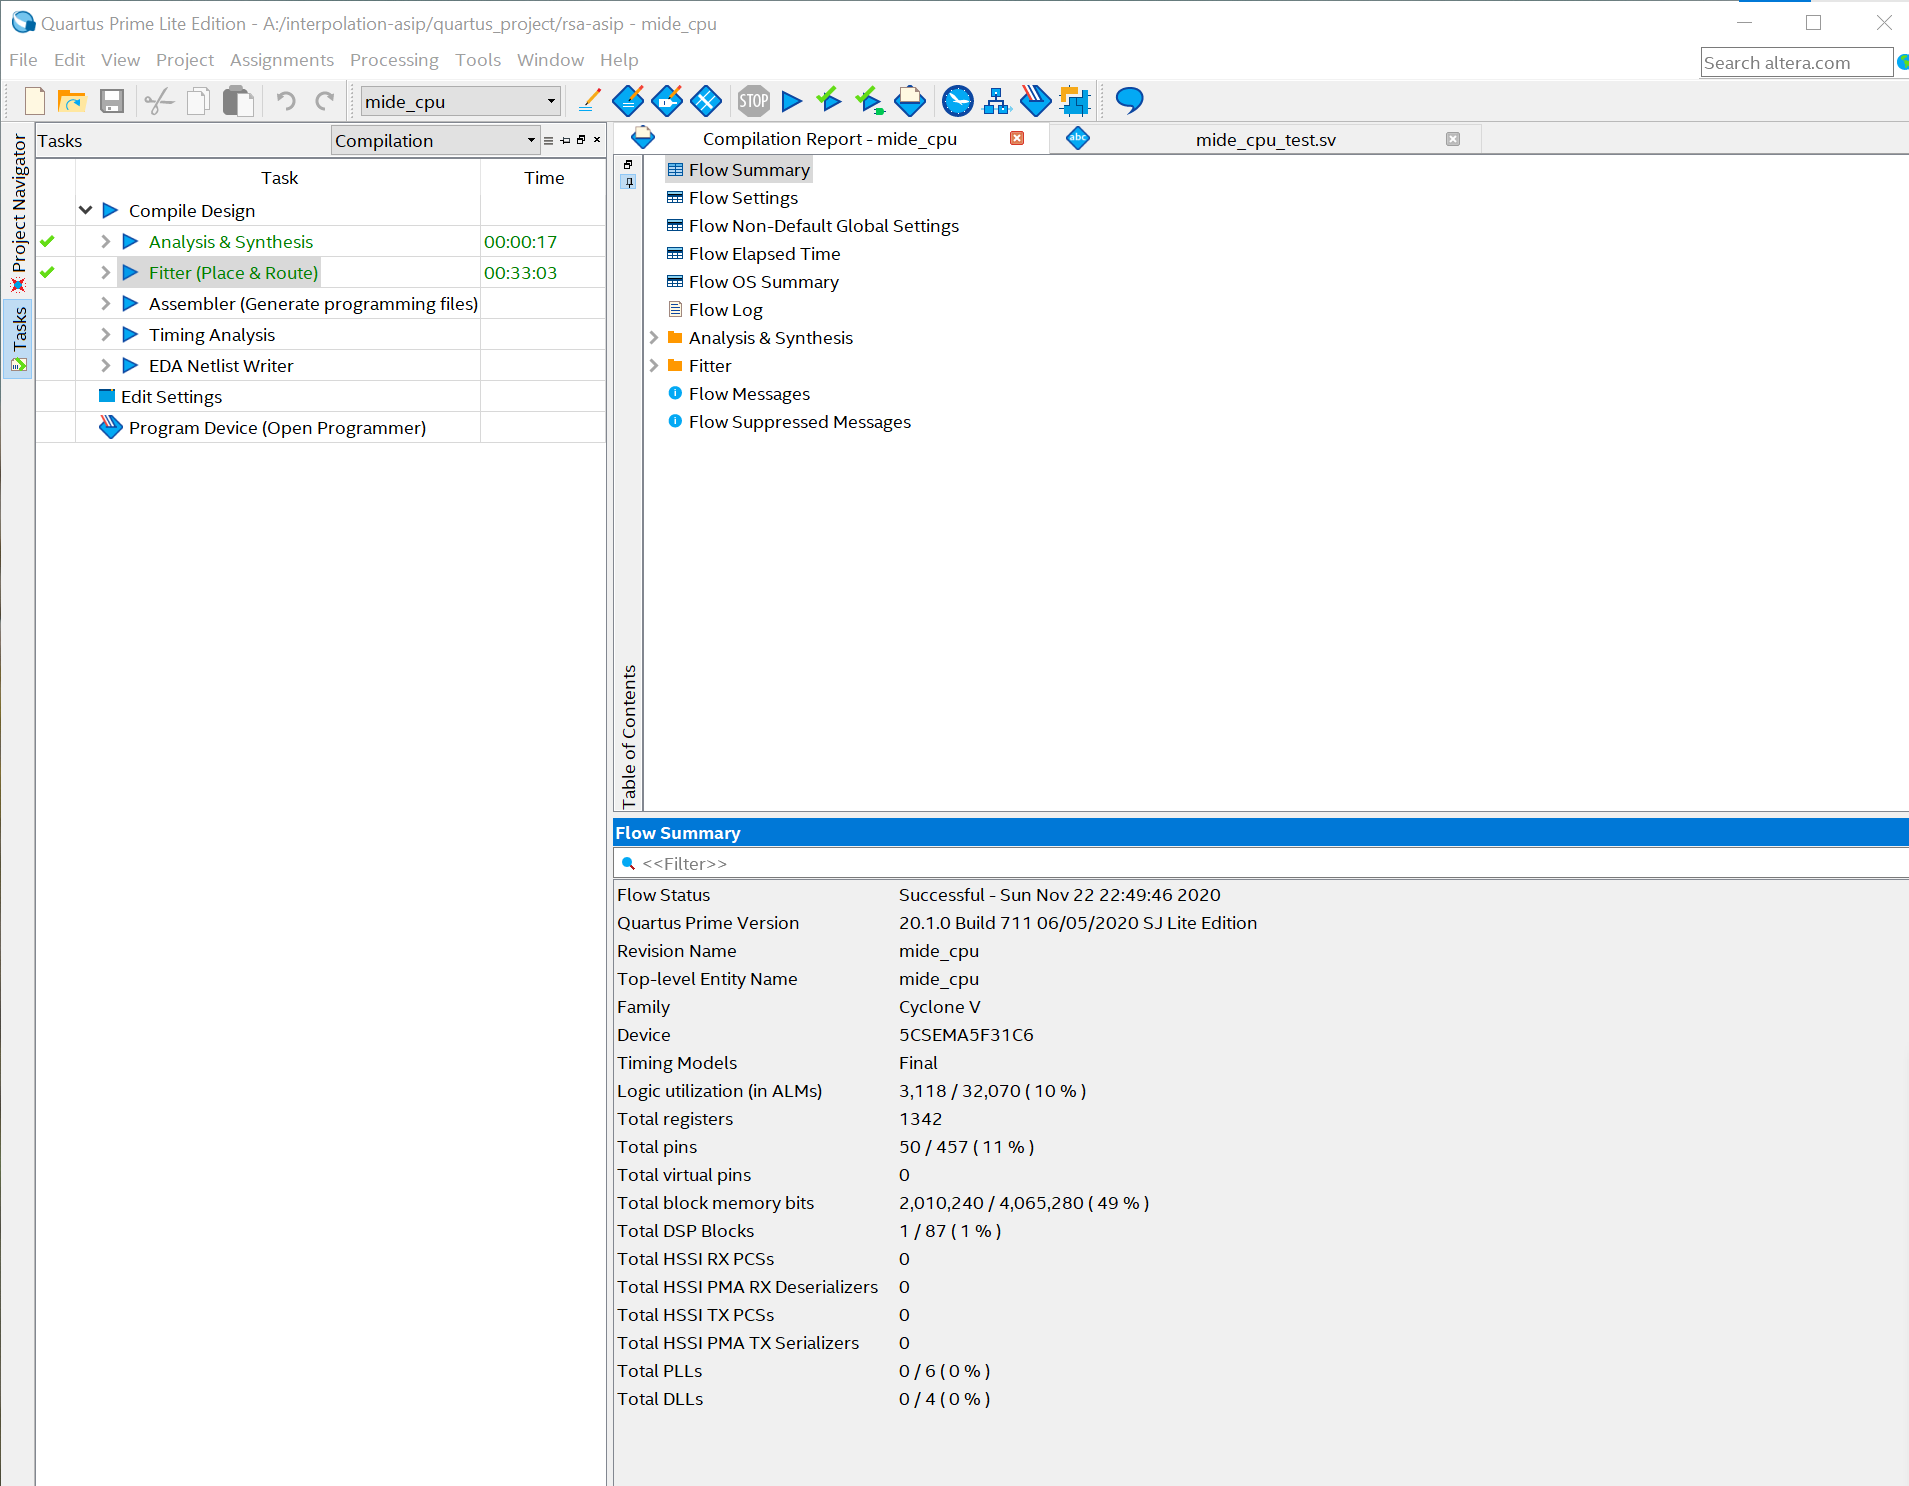 Quartus Prime Lite Edition - A:/interpolation-asip/quartus_project/rsa-asip - mide_cpu
File Edit View Project Assignments Processing Tools Window Help
Search altera.com
mide_cpu
STOP
Project Navigator
Tasks
Tasks
Compilation
Task Time
Compile Design
Analysis & Synthesis 00:00:17
Fitter (Place & Route) 00:33:03
Assembler (Generate programming files)
Timing Analysis
EDA Netlist Writer
Edit Settings
Program Device (Open Programmer)
Compilation Report - mide_cpu
abc
mide_cpu_test.sv
Table of Contents
Flow Summary
Flow Settings
Flow Non-Default Global Settings
Flow Elapsed Time
Flow OS Summary
Flow Log
Analysis & Synthesis
Fitter
Flow Messages
Flow Suppressed Messages
Flow Summary
<<Filter>>
Flow Status Successful - Sun Nov 22 22:49:46 2020
Quartus Prime Version 20.1.0 Build 711 06/05/2020 SJ Lite Edition
Revision Name mide_cpu
Top-level Entity Name mide_cpu
Family Cyclone V
Device 5CSEMA5F31C6
Timing Models Final
Logic utilization (in ALMs) 3,118 / 32,070 ( 10 % )
Total registers 1342
Total pins 50 / 457 ( 11 % )
Total virtual pins 0
Total block memory bits 2,010,240 / 4,065,280 ( 49 % )
Total DSP Blocks 1 / 87 ( 1 % )
Total HSSI RX PCSs 0
Total HSSI PMA RX Deserializers 0
Total HSSI TX PCSs 0
Total HSSI PMA TX Serializers 0
Total PLLs 0 / 6 ( 0 % )
Total DLLs 0 / 4 ( 0 % )